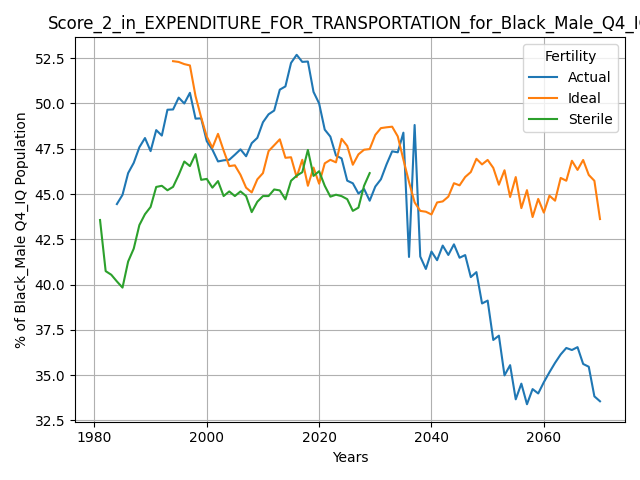 Score_2_in_EXPENDITURE_FOR_TRANSPORTATION_for_Black_Male_Q4_IQ
Fertility
Actual
Ideal
Sterile
% of Black_Male Q4_IQ Population
52.5
50.0
47.5
45.0
42.5
40.0
37.5
35.0
32.5
1980
2000
2020
2040
2060
Years